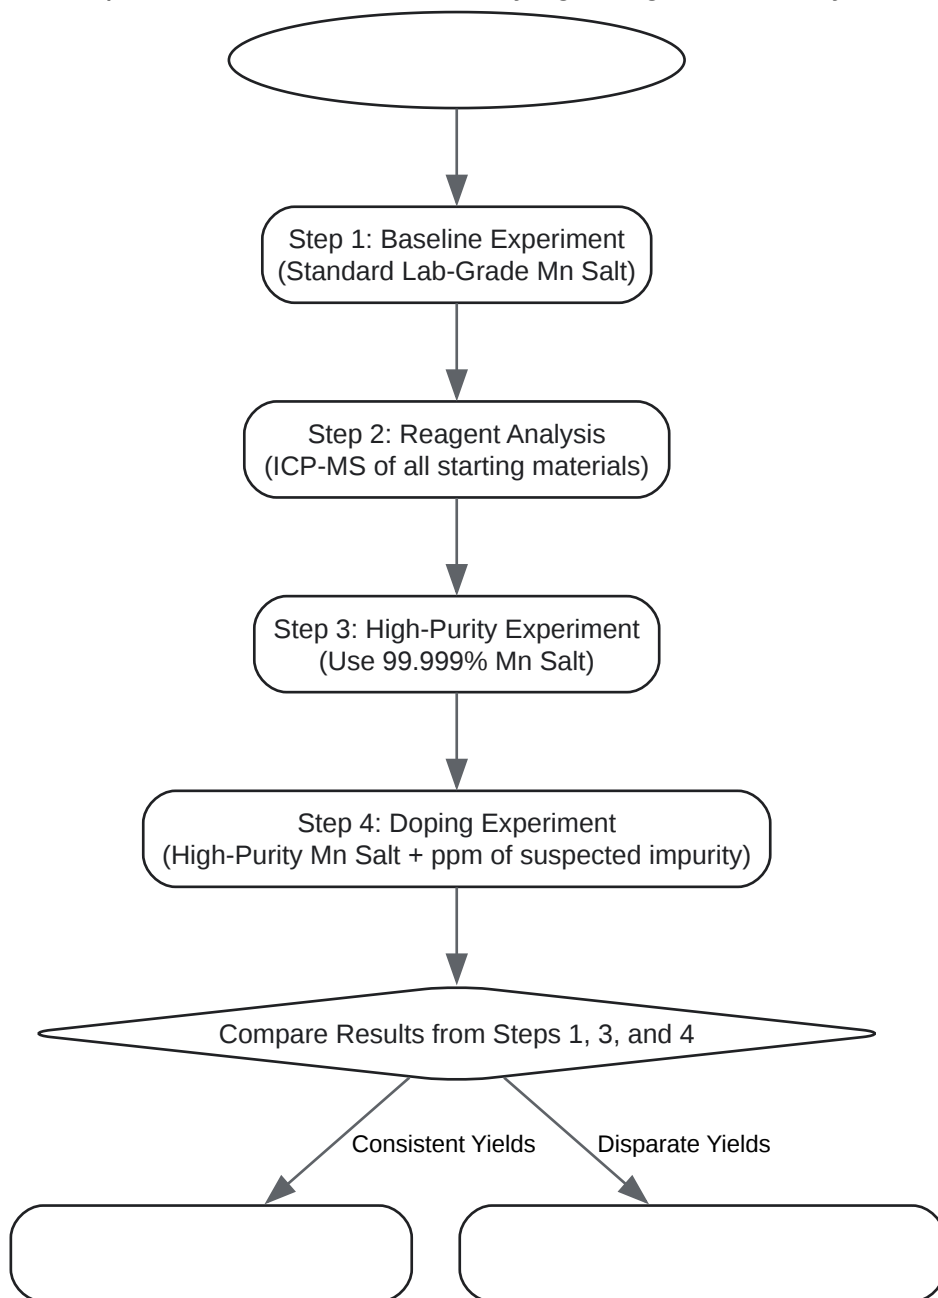 Step 1: Baseline Experiment
(Standard Lab-Grade Mn Salt)
Step 2: Reagent Analysis
(ICP-MS of all starting materials)
Step 3: High-Purity Experiment
(Use 99.999% Mn Salt)
Step 4: Doping Experiment
(High-Purity Mn Salt + ppm of suspected impurity)
Compare Results from Steps 1, 3, and 4
Consistent Yields
Disparate Yields